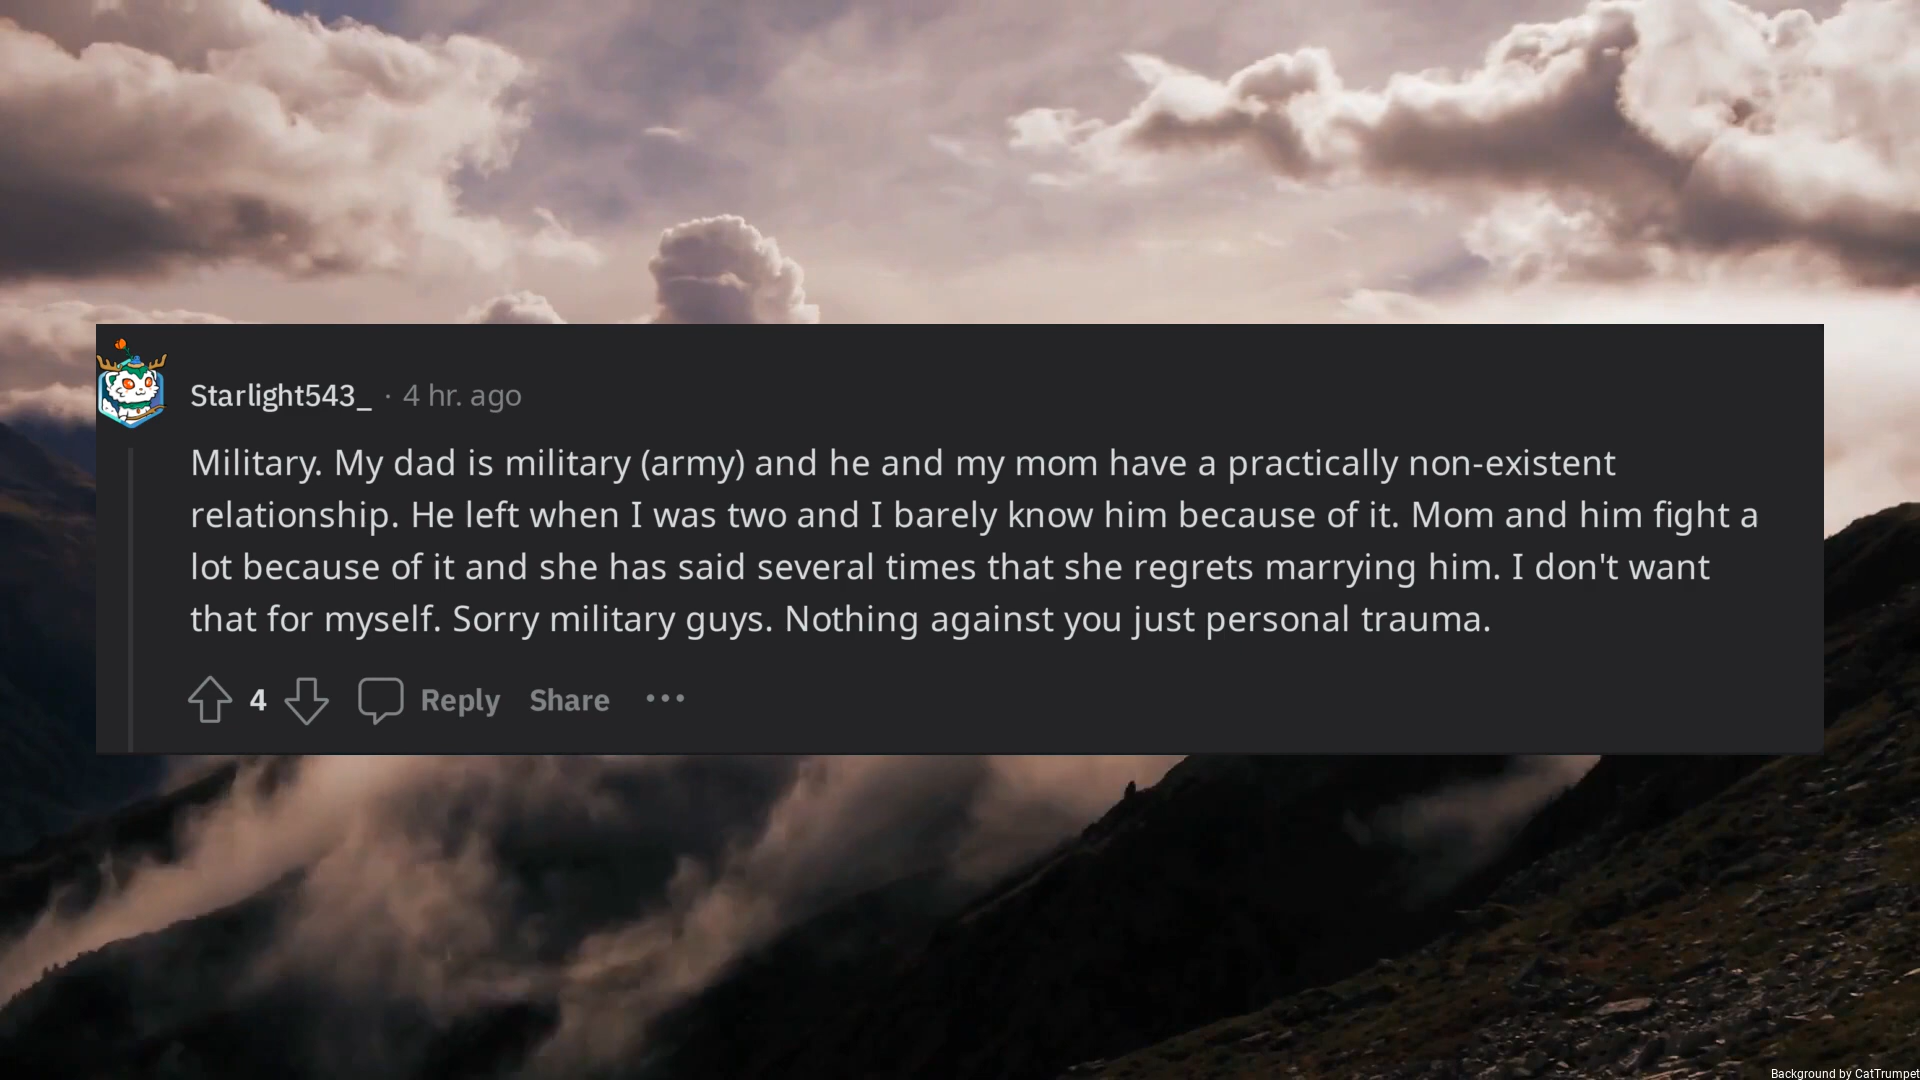 Starlight543_ · 4 hr. ago
Military. My dad is military (army) and he and my mom have a practically non-existent
relationship. He left when I was two and I barely know him because of it. Mom and him fight a
lot because of it and she has said several times that she regrets marrying him. I don't want
that for myself. Sorry military guys. Nothing against you just personal trauma.
4 Reply Share ···
Background by CatTrumpet